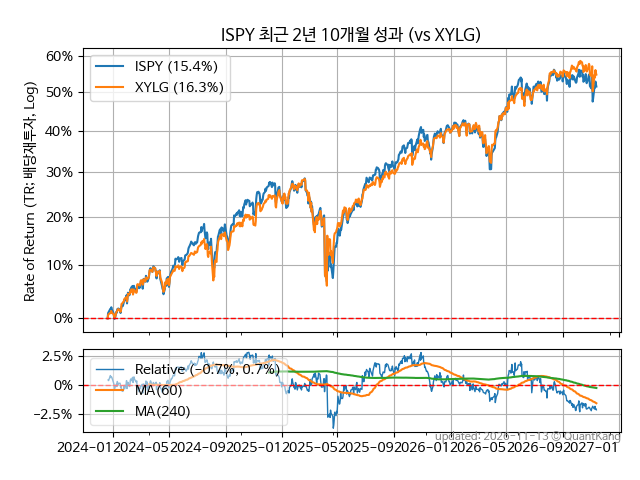 ISPY 최근 2년 10개월 성과 (vs XYLG)
60%
50%
40%
30%
20%
10%
0%
Rate of Return (TR: 배당재투자, Log)
ISPY (15.4%)
XYLG (16.3%)
2.5%
0%
−2.5%
Relative (−0.7%, 0.7%)
MA(60)
MA(240)
2024-01 2024-05 2024-09 2025-01 2025-05 2025-09 2026-01 2026-05 2026-09 2027-01
updated: 2026-11-13 © QuantKang